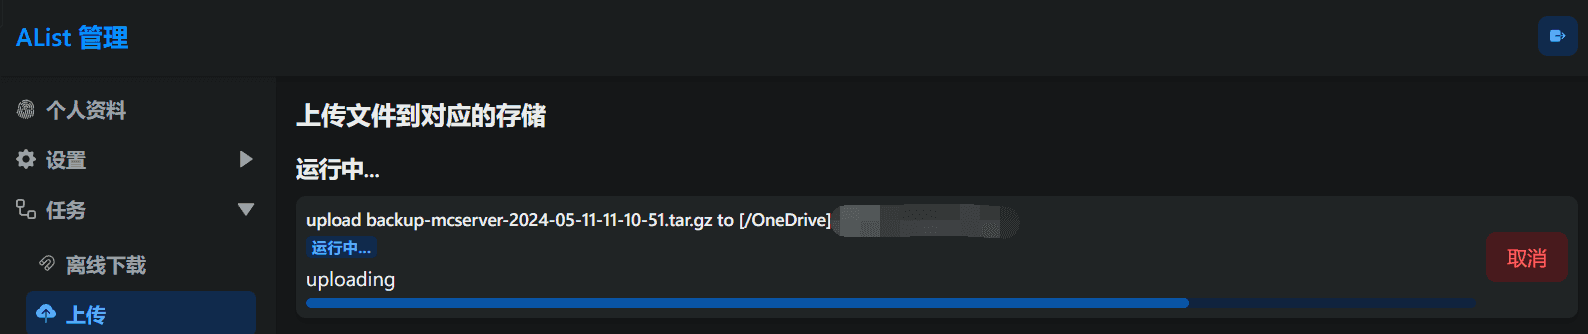 AList 管理
个人资料
设置
任务
离线下载
上传
上传文件到对应的存储
运行中...
upload backup-mcserver-2024-05-11-11-10-51.tar.gz to [/OneDrive]
运行中...
uploading
取消